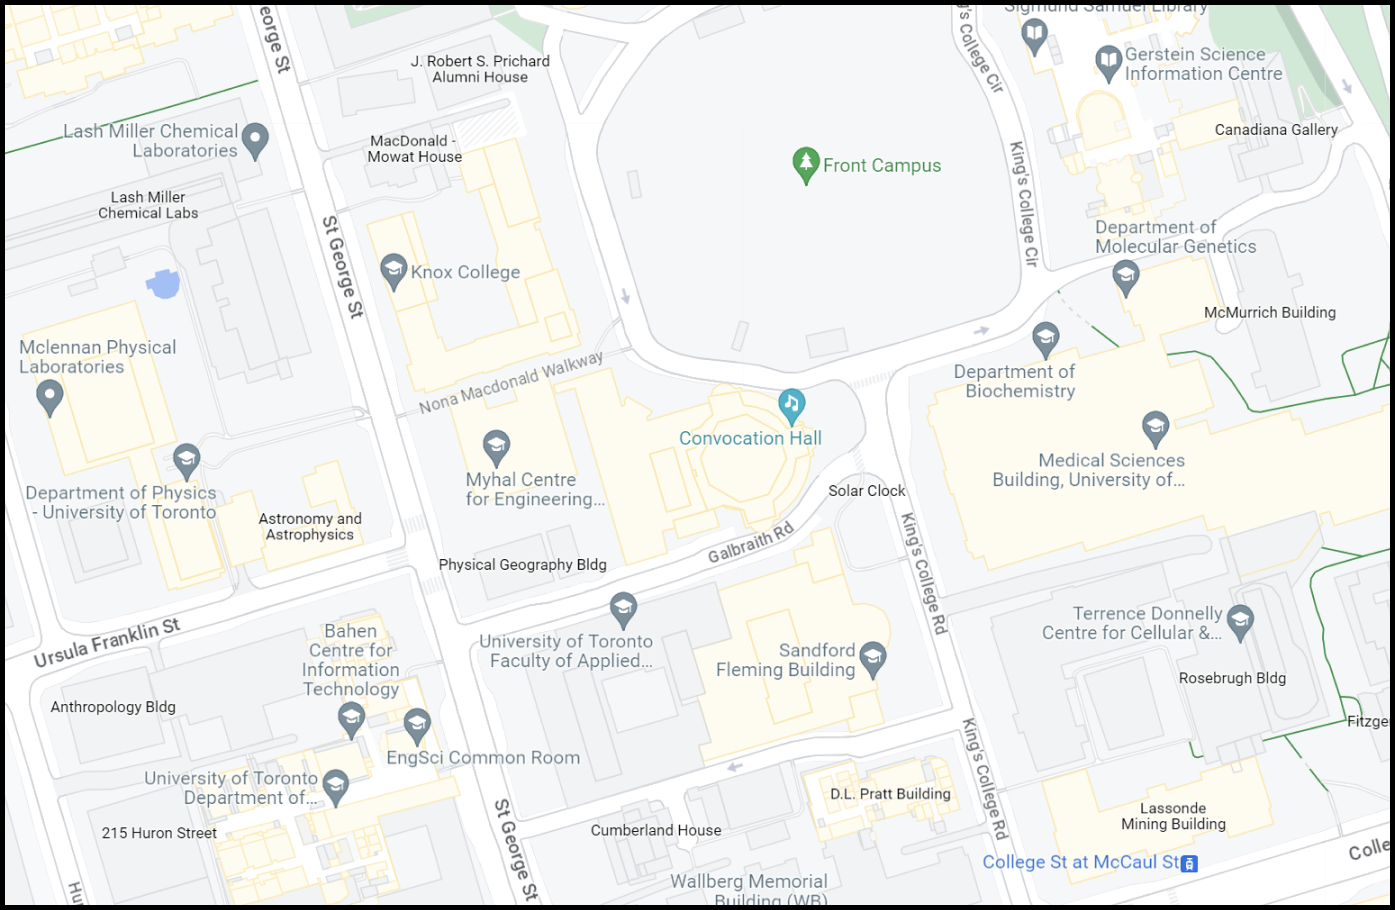 Sigmund Samuel Library
George St
J. Robert S. Prichard
Alumni House
King's College Cir
Gerstein Science
Information Centre
Lash Miller Chemical
Laboratories
MacDonald -
Mowat House
Canadiana Gallery
Front Campus
King's College Cir
Lash Miller
Chemical Labs
St George St
Department of
Molecular Genetics
Knox College
McMurrich Building
Mclennan Physical
Laboratories
Nona Macdonald Walkway
Department of
Biochemistry
Convocation Hall
Myhal Centre
for Engineering...
Medical Sciences
Building, University of...
Department of Physics
- University of Toronto
Solar Clock
Astronomy and
Astrophysics
Galbraith Rd
King's College Rd
Physical Geography Bldg
Ursula Franklin St
Bahen
Centre for
Information
Technology
University of Toronto
Faculty of Applied...
Terrence Donnelly
Centre for Cellular &...
Sandford
Fleming Building
Rosebrugh Bldg
Anthropology Bldg
Fitzge
King's College Rd
EngSci Common Room
University of Toronto
Department of...
D.L. Pratt Building
215 Huron Street
Cumberland House
Lassonde
Mining Building
St George St
Colle
College St at McCaul St
Wallberg Memorial
Building (WB)
Hu